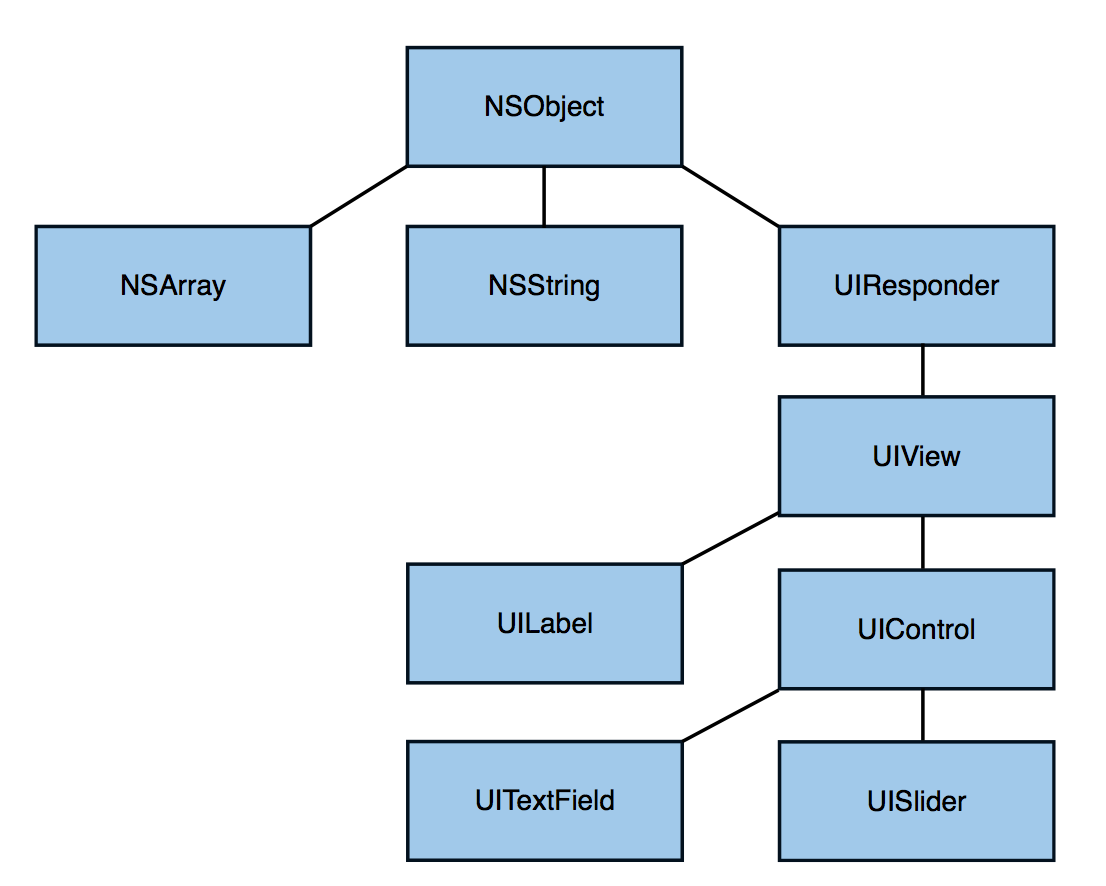 NSObject
NSArray
NSString
UIResponder
UIView
UILabel
UIControl
UITextField
UISlider